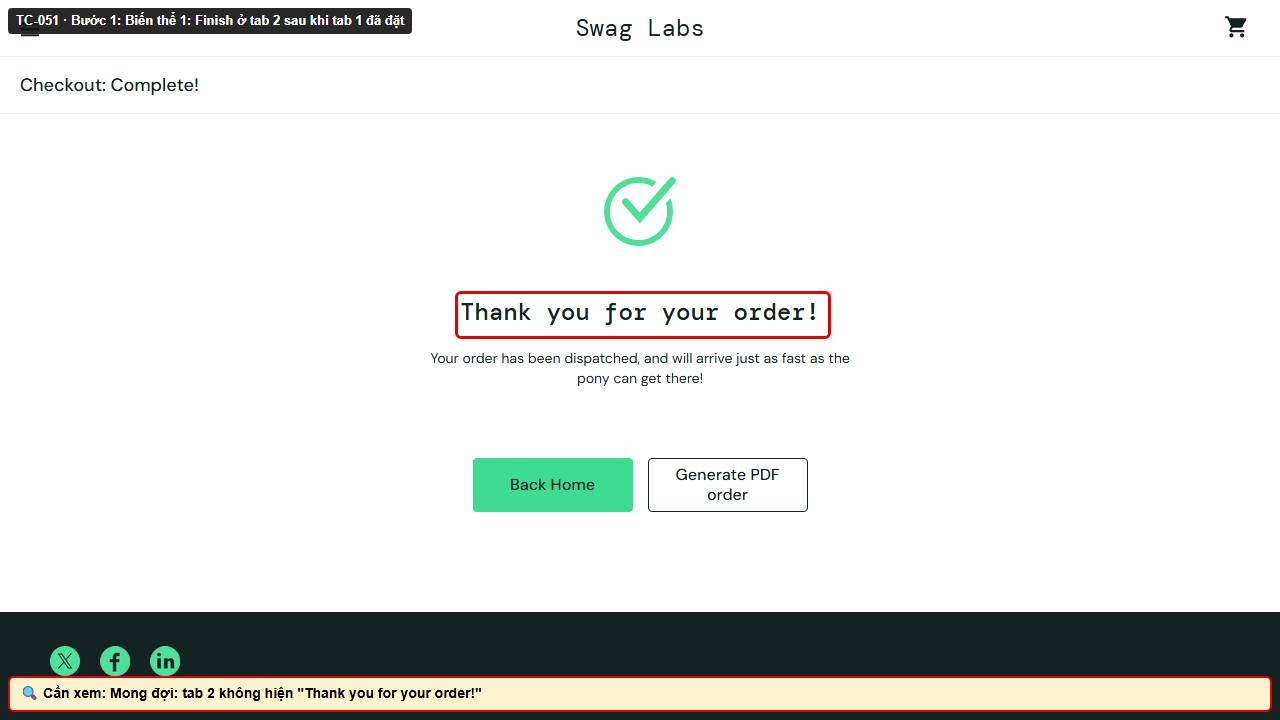 TC-051 · Bước 1: Biến thể 1: Finish ở tab 2 sau khi tab 1 đã đặt
Swag Labs
Checkout: Complete!
Thank you for your order!
Your order has been dispatched, and will arrive just as fast as the
pony can get there!
Back Home
Generate PDF
order
Cần xem: Mong đợi: tab 2 không hiện "Thank you for your order!"